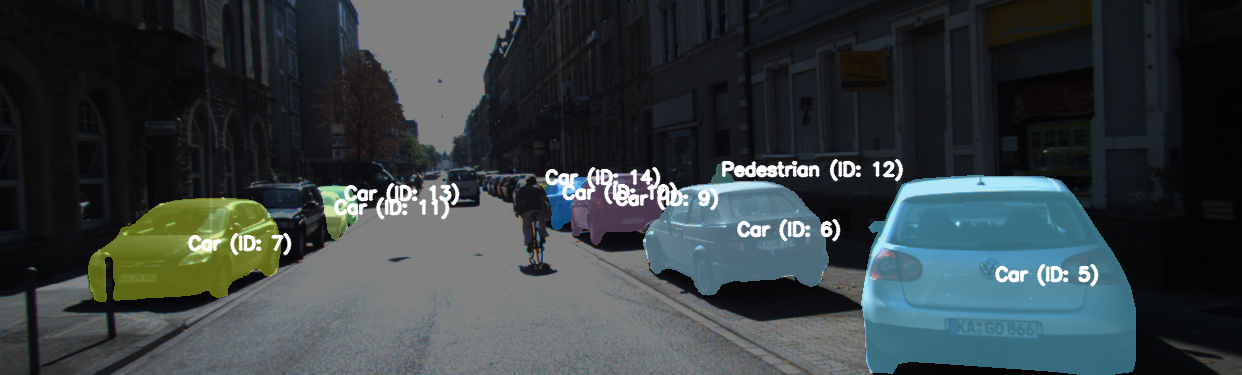 Pedestrian (ID: 12)
Car (ID: 14)
Car (ID: 13)
Car (ID: 10)
Car (ID: 9)
Car (ID: 11)
Car (ID: 6)
Car (ID: 7)
Car (ID: 5)
KA GO 866